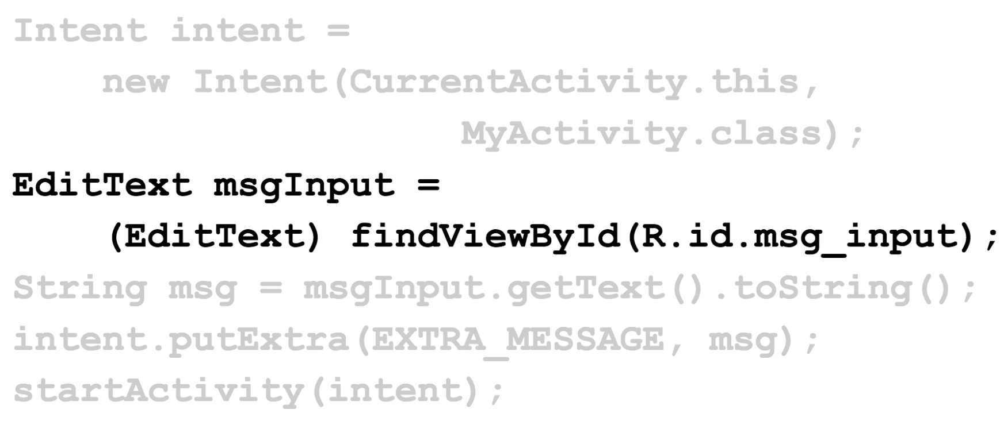 Intent intent =
    new Intent(CurrentActivity.this,
                    MyActivity.class);
EditText msgInput =
    (EditText) findViewById(R.id.msg_input);
String msg = msgInput.getText().toString();
intent.putExtra(EXTRA_MESSAGE, msg);
startActivity(intent);